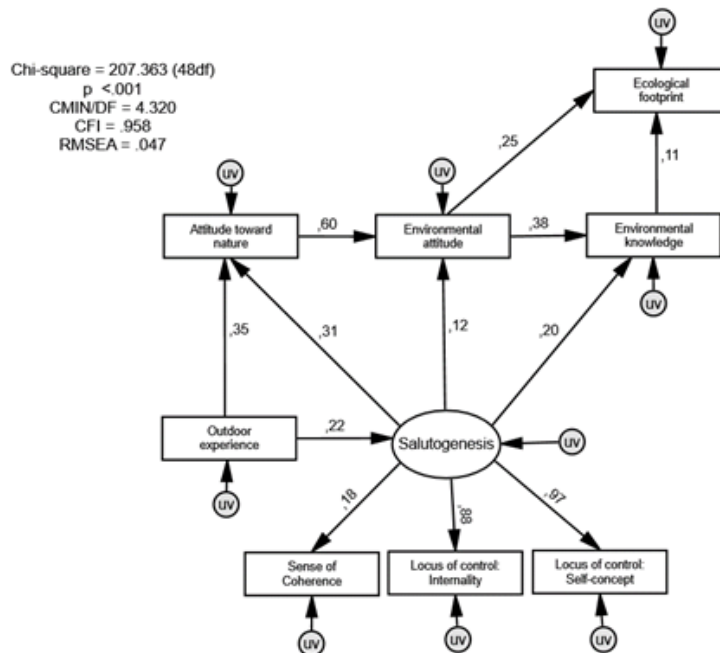 uv
Chi-square = 207.363 (48df)
p <.001
CMIN/DF = 4.320
CFI = .958
RMSEA = .047
Ecological
footprint
uv
uv
,25
,11
Attitude toward
nature
,60
Environmental
attitude
,38
Environmental
knowledge
uv
,35
,31
,12
,20
Outdoor
experience
,22
Salutogenesis
uv
uv
,18
,88
,97
Sense of
Coherence
Locus of control:
Internality
Locus of control:
Self-concept
uv
uv
uv